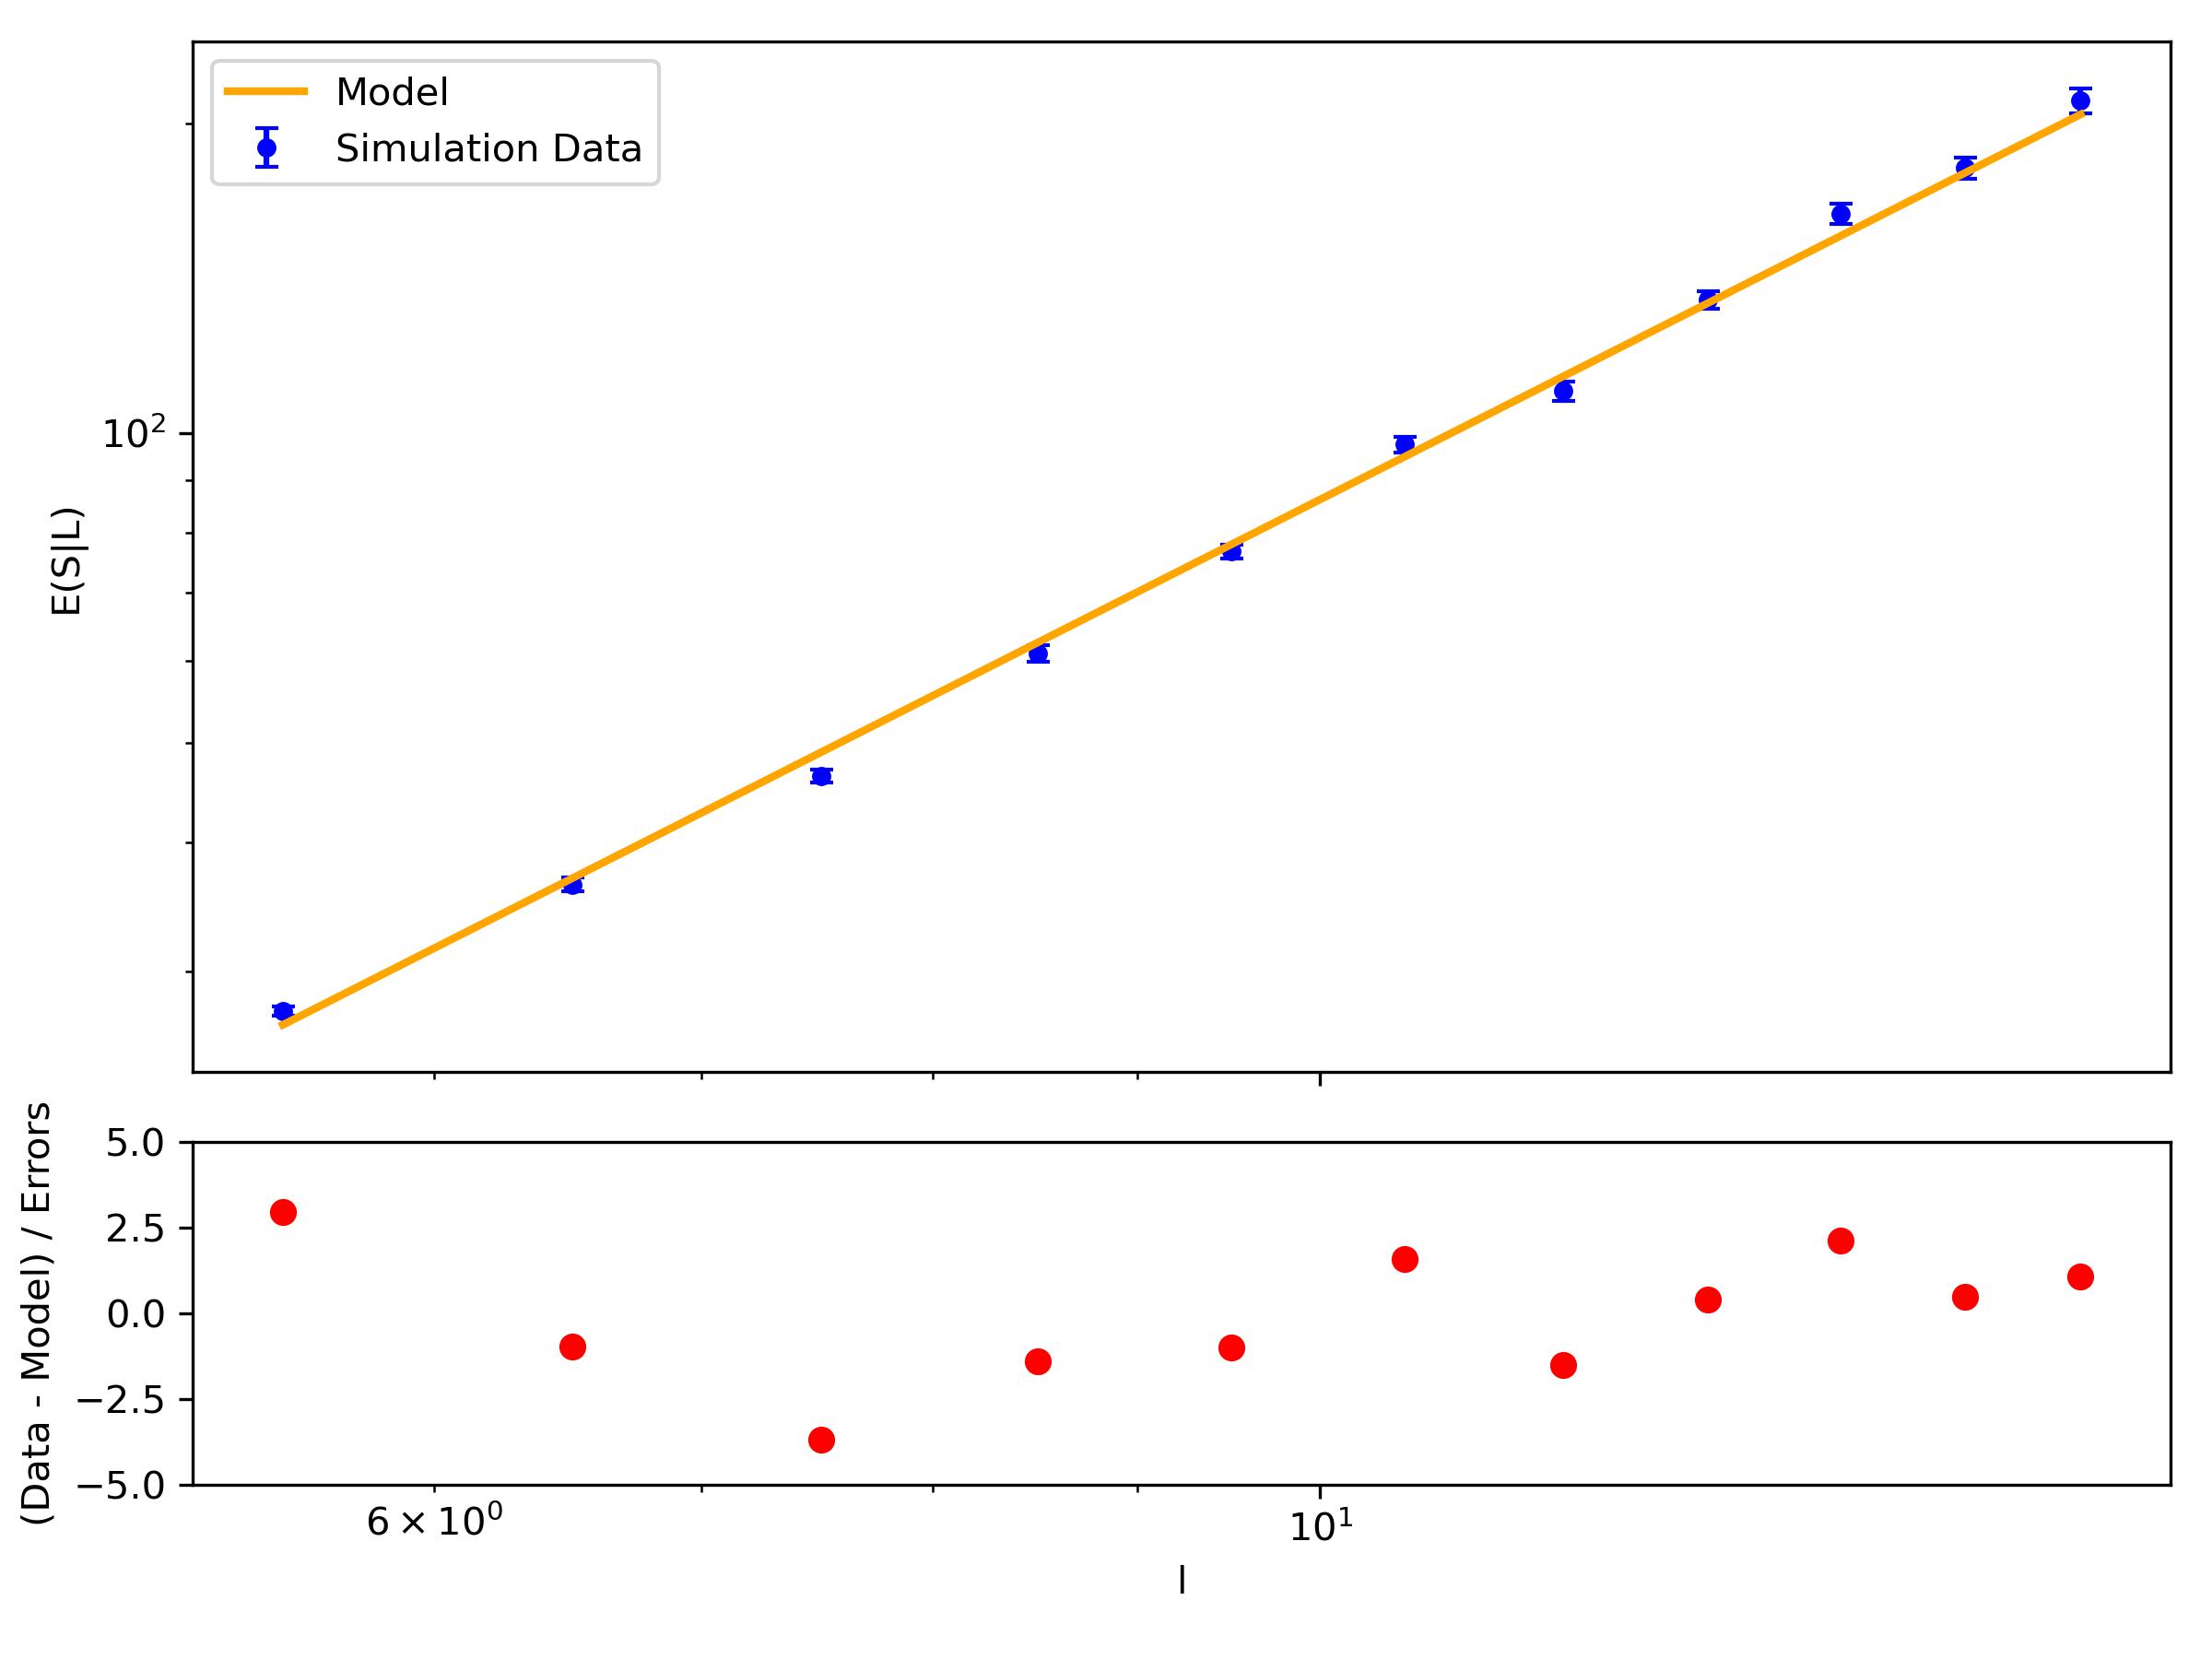 Model
Simulation Data
10²
E(S|L)
(Data - Model) / Errors
5.0
2.5
0.0
−2.5
−5.0
6 × 10⁰
10¹
l